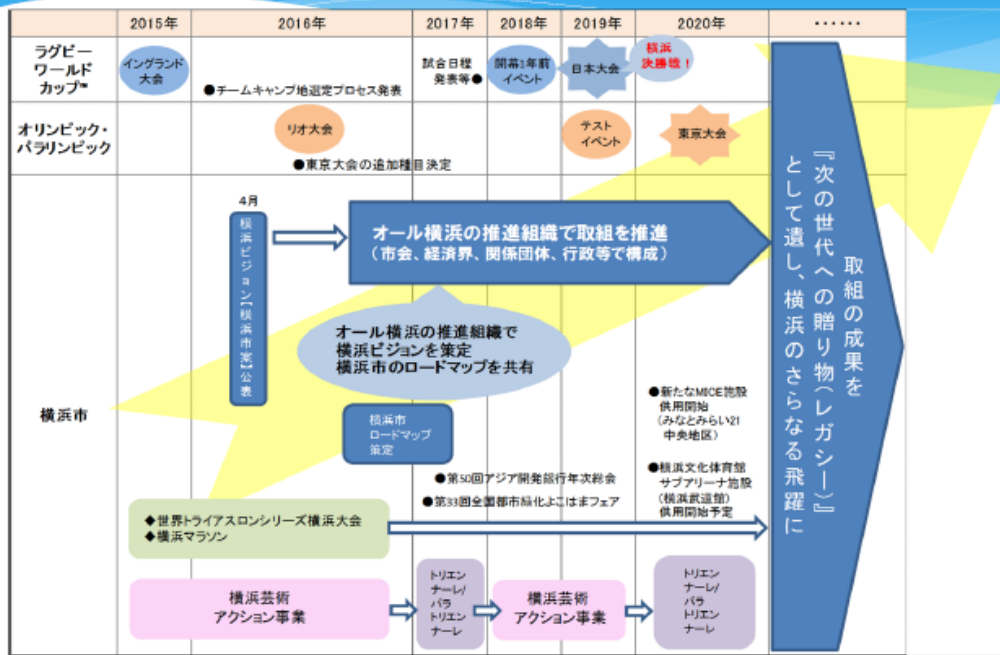 2015年 2016年 2017年 2018年 2019年 2020年 ‥‥‥
ラグビー
ワールド
カップ™
イングランド
大会
●チームキャンプ地選定プロセス発表
試合日程
発表等●
開幕1年前
イベント
日本大会
横浜
決勝戦！
オリンピック・
パラリンピック
リオ大会
●東京大会の追加種目決定
テスト
イベント
東京大会
横浜市
4月
横浜ビジョン【横浜市案】公表
オール横浜の推進組織で取組を推進
（市会、経済界、関係団体、行政等で構成）
オール横浜の推進組織で
横浜ビジョンを策定
横浜市のロードマップを共有
横浜市
ロードマップ
策定
●第50回アジア開発銀行年次総会
●第33回全国都市緑化よこはまフェア
●新たなMICE施設
供用開始
（みなとみらい21
中央地区）
●横浜文化体育館
サブアリーナ施設
（横浜武道館）
供用開始予定
◆世界トライアスロンシリーズ横浜大会
◆横浜マラソン
横浜芸術
アクション事業
トリエン
ナーレ/
パラ
トリエン
ナーレ
横浜芸術
アクション事業
トリエン
ナーレ/
パラ
トリエン
ナーレ
取組の成果を
『次の世代への贈り物（レガシー）』
として遺し、横浜のさらなる飛躍に